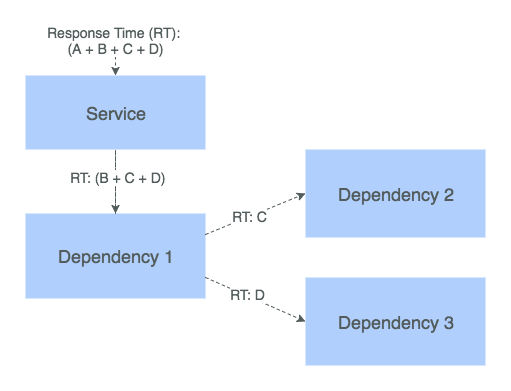 Response Time (RT):
(A + B + C + D)
Service
RT: (B + C + D)
Dependency 1
RT: C
Dependency 2
RT: D
Dependency 3